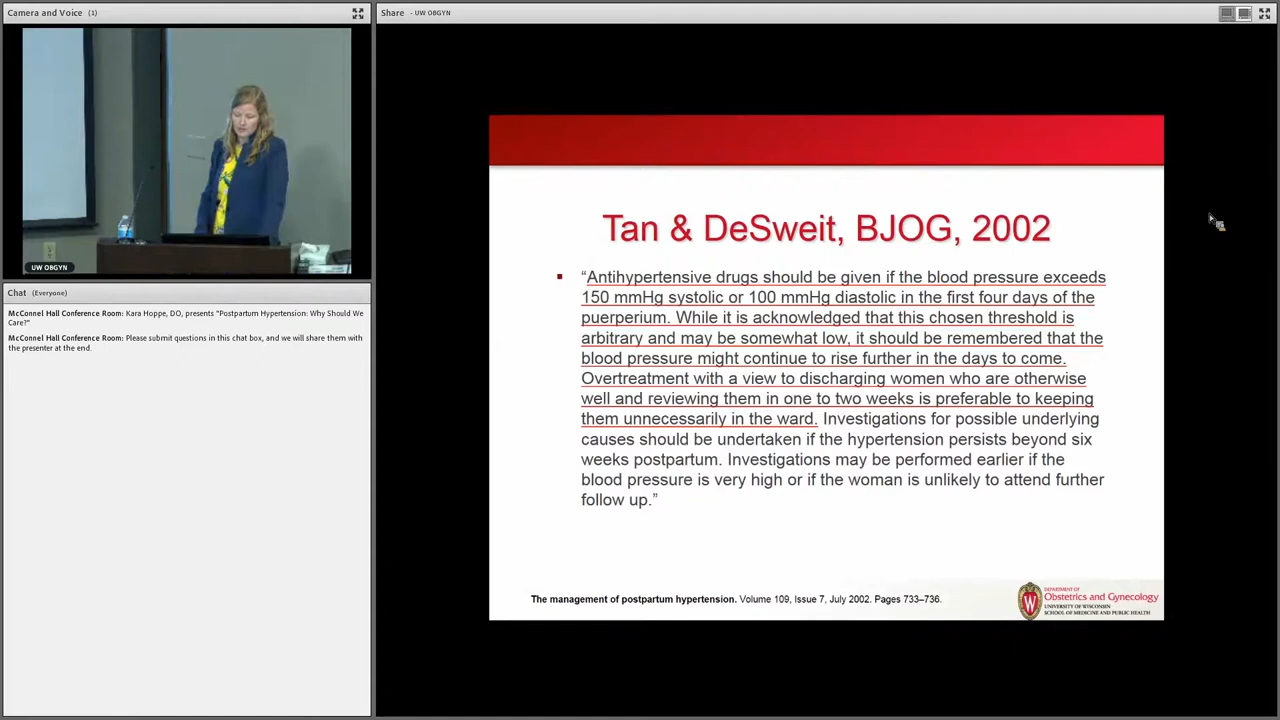 Camera and Voice (1)
UW OBGYN
Chat (Everyone)
McConnel Hall Conference Room: Kara Hoppe, DO, presents "Postpartum Hypertension: Why Should We
Care?"
McConnel Hall Conference Room: Please submit questions in this chat box, and we will share them with
the presenter at the end.
Share - UW OBGYN
Tan & DeSweit, BJOG, 2002
▪ “Antihypertensive drugs should be given if the blood pressure exceeds
150 mmHg systolic or 100 mmHg diastolic in the first four days of the
puerperium. While it is acknowledged that this chosen threshold is
arbitrary and may be somewhat low, it should be remembered that the
blood pressure might continue to rise further in the days to come.
Overtreatment with a view to discharging women who are otherwise
well and reviewing them in one to two weeks is preferable to keeping
them unnecessarily in the ward. Investigations for possible underlying
causes should be undertaken if the hypertension persists beyond six
weeks postpartum. Investigations may be performed earlier if the
blood pressure is very high or if the woman is unlikely to attend further
follow up.”
The management of postpartum hypertension. Volume 109, Issue 7, July 2002. Pages 733–736.
W
DEPARTMENT OF
Obstetrics and Gynecology
UNIVERSITY OF WISCONSIN
SCHOOL OF MEDICINE AND PUBLIC HEALTH